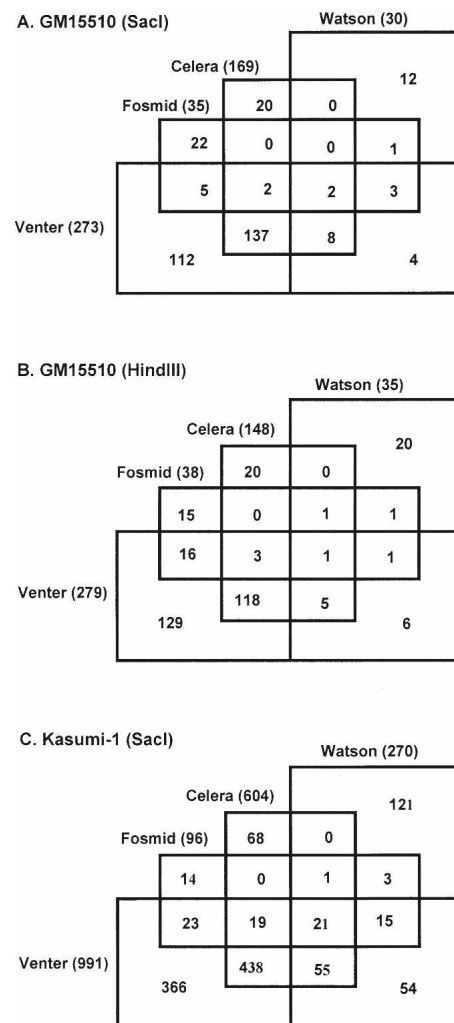 A. GM15510 (SacI)
Watson (30)
12
Celera (169)
20 0
Fosmid (35)
22 0 0 1
5 2 2 3
Venter (273)
137 8
112 4
B. GM15510 (HindIII)
Watson (35)
20
Celera (148)
20 0
Fosmid (38)
15 0 1 1
16 3 1 1
Venter (279)
118 5
129 6
C. Kasumi-1 (SacI)
Watson (270)
121
Celera (604)
68 0
Fosmid (96)
14 0 1 3
23 19 21 15
Venter (991)
438 55
366 54